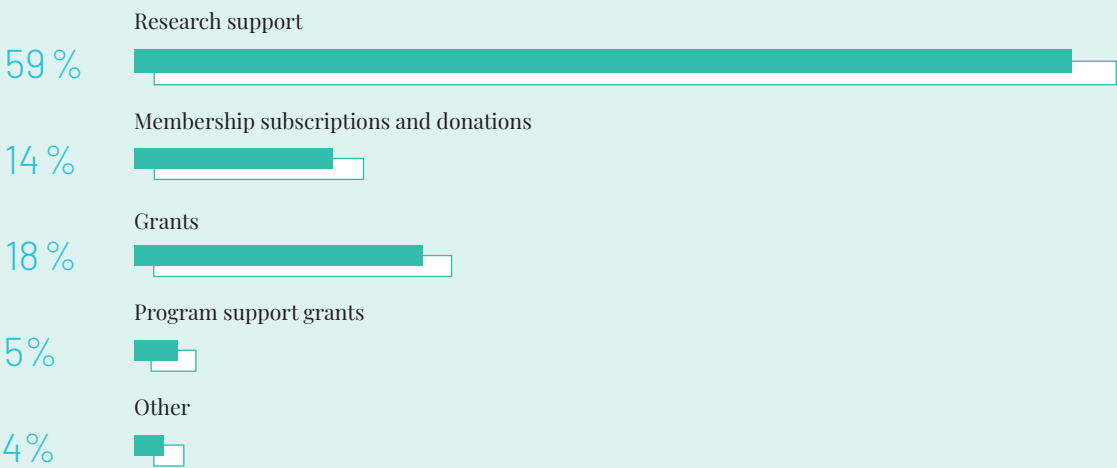 Research support
59 %
Membership subscriptions and donations
14 %
Grants
18 %
Program support grants
5%
Other
4%